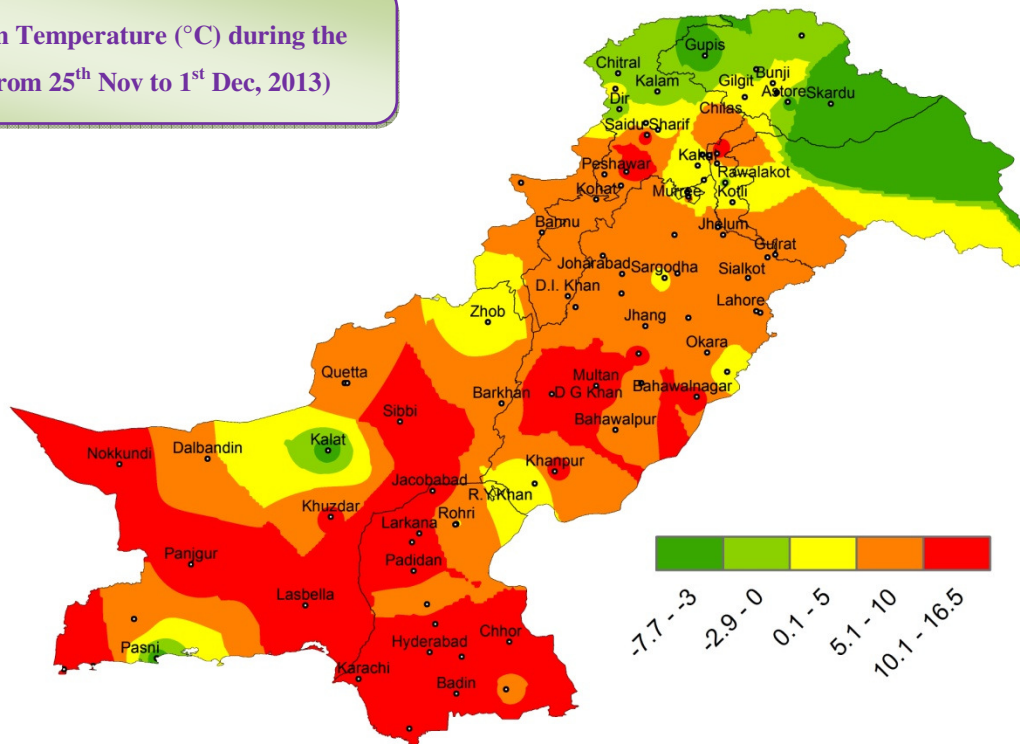 Temperature (°C) during the
rom 25th Nov to 1st Dec, 2013)
Gupis
Chitral
Kalam
Gilgit
Bunji
Dir
Astore
Skardu
Chilas
Saidu Sharif
Peshawar
Kakul
Rawalakot
Kohat
Murree
Kotli
Bannu
Jhelum
Gujrat
Joharabad
Sargodha
Sialkot
D.I. Khan
Lahore
Zhob
Jhang
Okara
Quetta
Multan
Barkhan
D G Khan
Bahawalnagar
Sibbi
Bahawalpur
Kalat
Nokkundi
Dalbandin
Khanpur
Jacobabad
R.Y.Khan
Khuzdar
Rohri
Larkana
Panjgur
Padidan
Lasbella
Hyderabad
Chhor
Pasni
Karachi
Badin
-7.7 - -3
-2.9 - 0
0.1 - 5
5.1 - 10
10.1 - 16.5